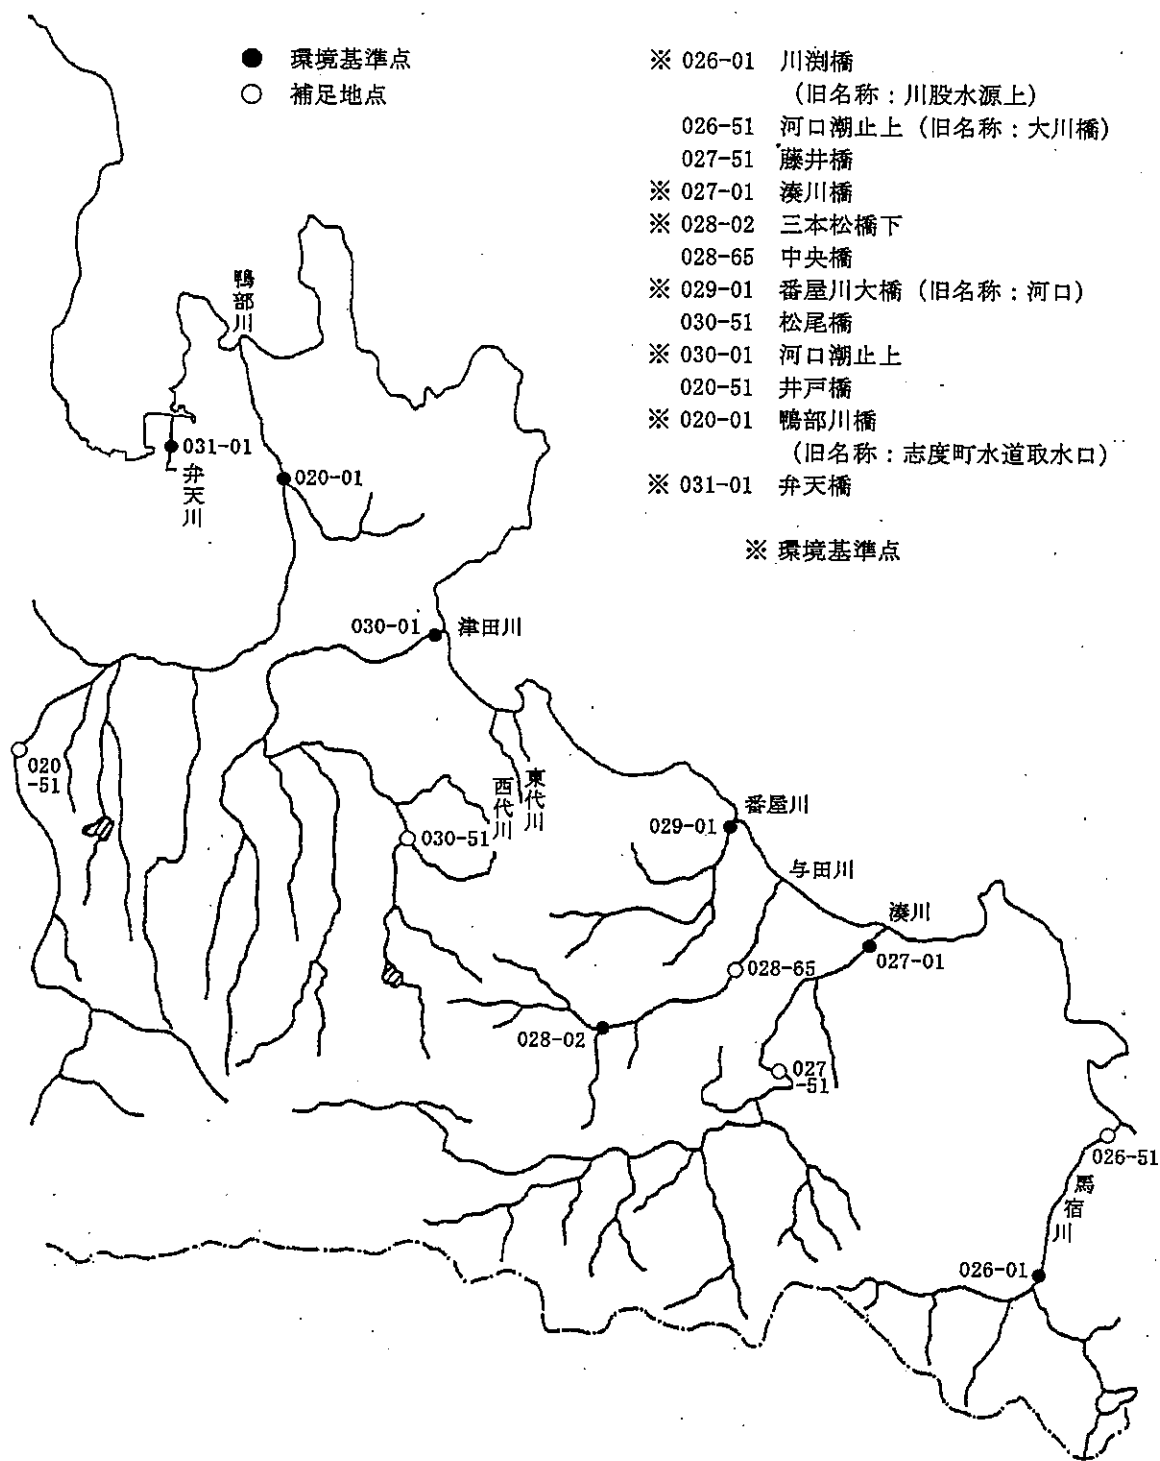 ● 環境基準点
○ 補足地点
※ 026-01 川渕橋
(旧名称：川股水源上)
026-51 河口潮止上 (旧名称：大川橋)
027-51 藤井橋
※ 027-01 湊川橋
※ 028-02 三本松橋下
028-65 中央橋
※ 029-01 番屋川大橋 (旧名称：河口)
030-51 松尾橋
※ 030-01 河口潮止上
020-51 井戸橋
※ 020-01 鴨部川橋
(旧名称：志度町水道取水口)
※ 031-01 弁天橋
※ 環境基準点
鴨部川
031-01
弁天川
020-01
030-01
津田川
020
-51
西代川
東代川
030-51
番屋川
029-01
与田川
湊川
027-01
028-65
028-02
027
-51
026-51
馬宿川
026-01